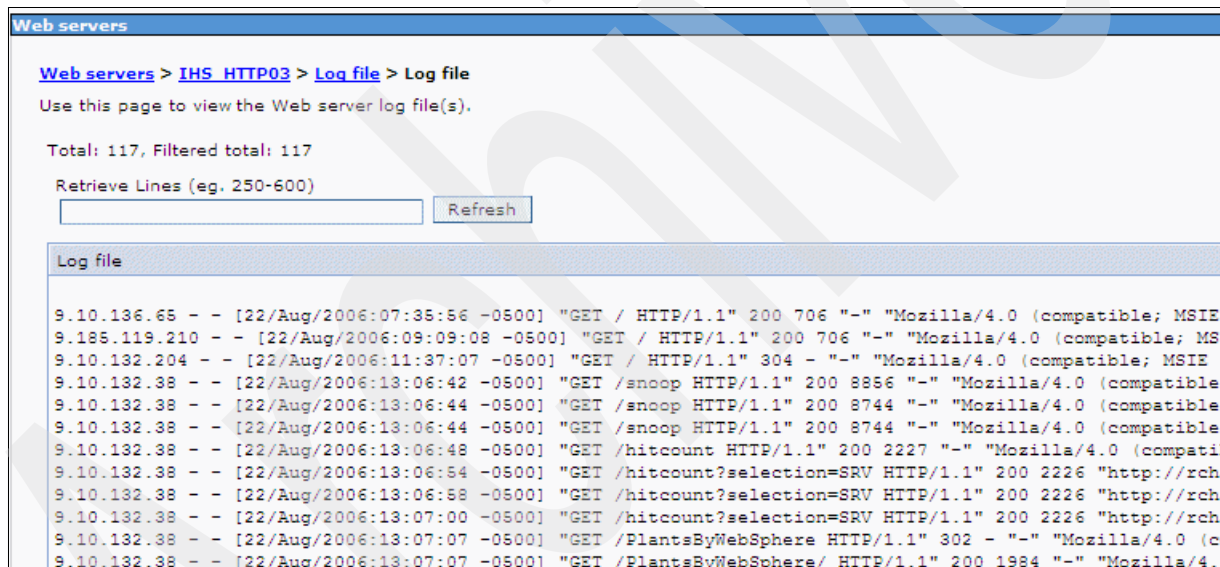 Web servers
Web servers > IHS_HTTP03 > Log file > Log file
Use this page to view the Web server log file(s).
Total: 117, Filtered total: 117
Retrieve Lines (eg. 250-600)
Refresh
Log file
9.10.136.65 - - [22/Aug/2006:07:35:56 -0500] "GET / HTTP/1.1" 200 706 "-" "Mozilla/4.0 (compatible; MSIE
9.185.119.210 - - [22/Aug/2006:09:09:08 -0500] "GET / HTTP/1.1" 200 706 "-" "Mozilla/4.0 (compatible; MS
9.10.132.204 - - [22/Aug/2006:11:37:07 -0500] "GET / HTTP/1.1" 304 - "-" "Mozilla/4.0 (compatible; MSIE
9.10.132.38 - - [22/Aug/2006:13:06:42 -0500] "GET /snoop HTTP/1.1" 200 8856 "-" "Mozilla/4.0 (compatible
9.10.132.38 - - [22/Aug/2006:13:06:44 -0500] "GET /snoop HTTP/1.1" 200 8744 "-" "Mozilla/4.0 (compatible
9.10.132.38 - - [22/Aug/2006:13:06:44 -0500] "GET /snoop HTTP/1.1" 200 8744 "-" "Mozilla/4.0 (compatible
9.10.132.38 - - [22/Aug/2006:13:06:48 -0500] "GET /hitcount HTTP/1.1" 200 2227 "-" "Mozilla/4.0 (compati
9.10.132.38 - - [22/Aug/2006:13:06:54 -0500] "GET /hitcount?selection=SRV HTTP/1.1" 200 2226 "http://rch
9.10.132.38 - - [22/Aug/2006:13:06:58 -0500] "GET /hitcount?selection=SRV HTTP/1.1" 200 2226 "http://rch
9.10.132.38 - - [22/Aug/2006:13:07:00 -0500] "GET /hitcount?selection=SRV HTTP/1.1" 200 2226 "http://rch
9.10.132.38 - - [22/Aug/2006:13:07:07 -0500] "GET /PlantsByWebSphere HTTP/1.1" 302 - "-" "Mozilla/4.0 (c
9.10.132.38 - - [22/Aug/2006:13:07:07 -0500] "GET /PlantsByWebSphere/ HTTP/1.1" 200 1984 "-" "Mozilla/4.